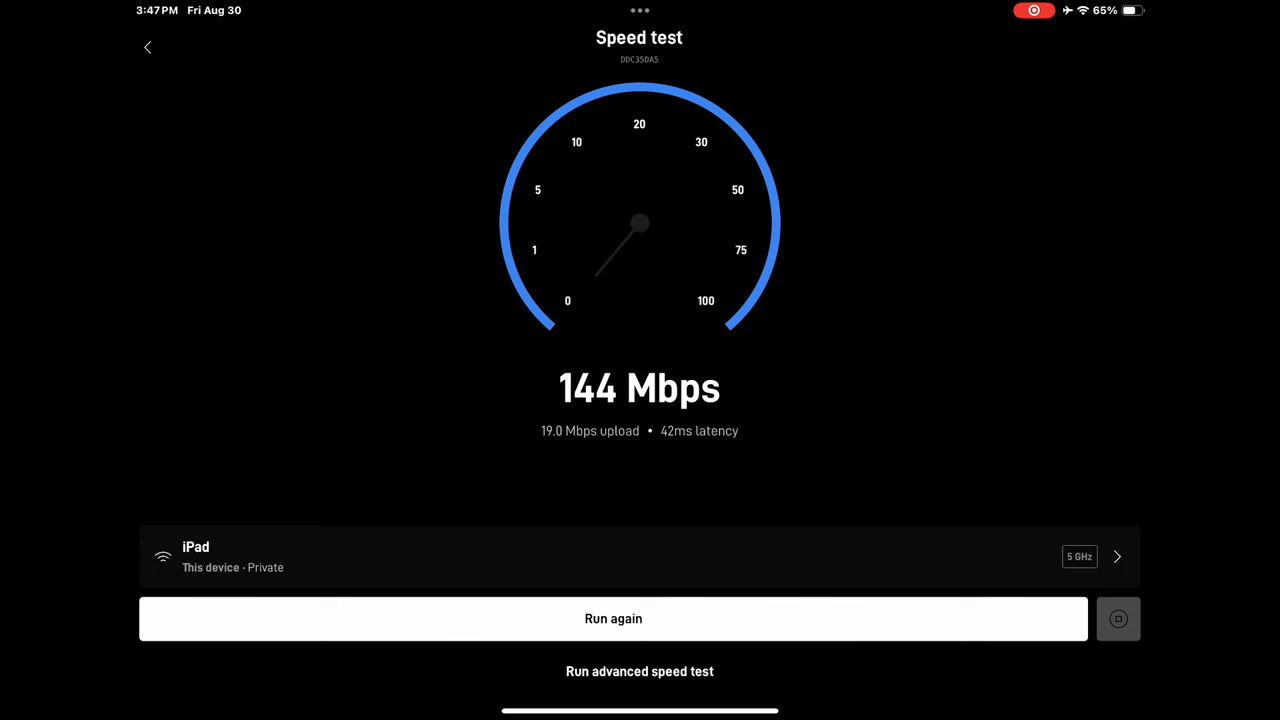 3:47 PM Fri Aug 30
65%
Speed test
DDC35DA5
20
10
30
5
50
1
75
0
100
144 Mbps
19.0 Mbps upload • 42ms latency
iPad
This device · Private
5 GHz
Run again
Run advanced speed test